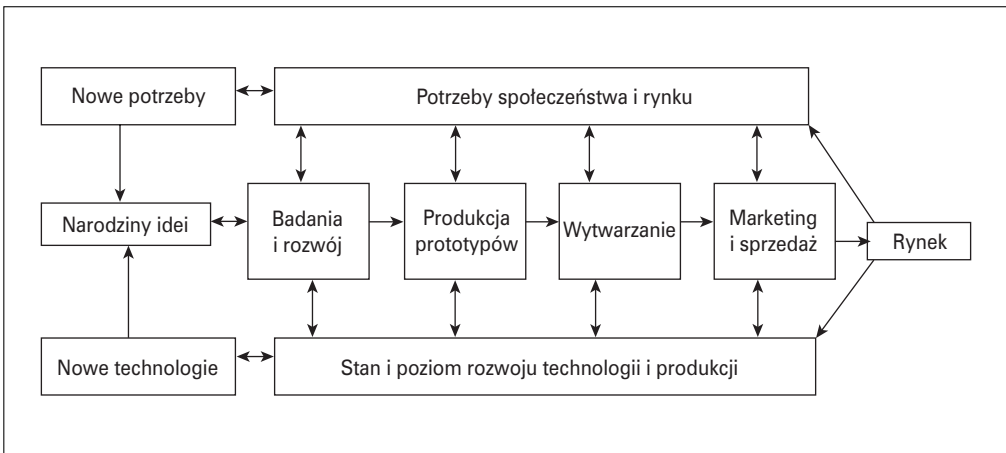 Nowe potrzeby
Potrzeby społeczeństwa i rynku
Narodziny idei
Badania
i rozwój
Produkcja
prototypów
Wytwarzanie
Marketing
i sprzedaż
Rynek
Nowe technologie
Stan i poziom rozwoju technologii i produkcji